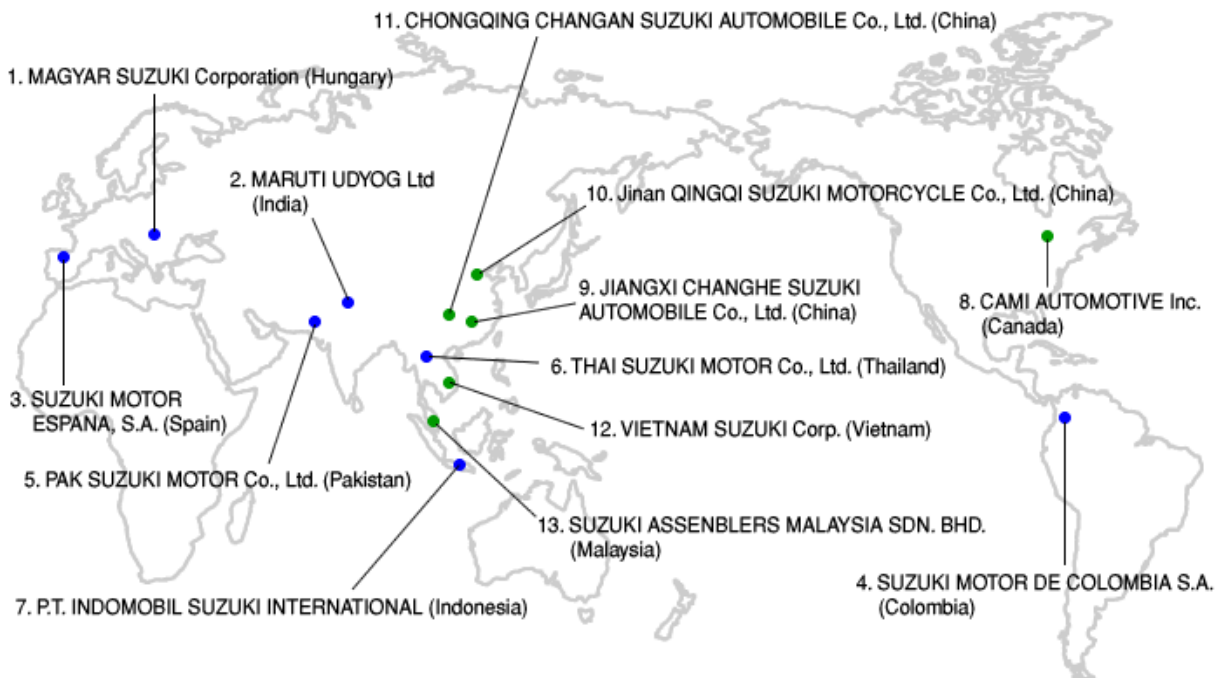 11. CHONGQING CHANGAN SUZUKI AUTOMOBILE Co., Ltd. (China)
1. MAGYAR SUZUKI Corporation (Hungary)
2. MARUTI UDYOG Ltd
(India)
10. Jinan QINGQI SUZUKI MOTORCYCLE Co., Ltd. (China)
9. JIANGXI CHANGHE SUZUKI
AUTOMOBILE Co., Ltd. (China)
8. CAMI AUTOMOTIVE Inc.
(Canada)
6. THAI SUZUKI MOTOR Co., Ltd. (Thailand)
3. SUZUKI MOTOR
ESPANA, S.A. (Spain)
12. VIETNAM SUZUKI Corp. (Vietnam)
5. PAK SUZUKI MOTOR Co., Ltd. (Pakistan)
13. SUZUKI ASSENBLERS MALAYSIA SDN. BHD.
(Malaysia)
4. SUZUKI MOTOR DE COLOMBIA S.A.
(Colombia)
7. P.T. INDOMOBIL SUZUKI INTERNATIONAL (Indonesia)